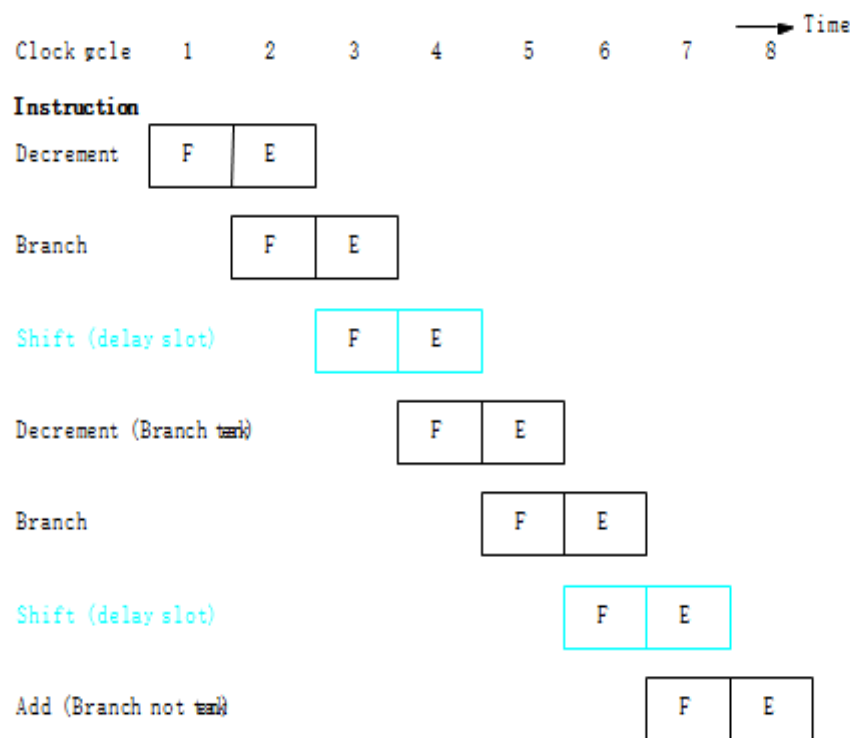 Time
Clock 1 2 3 4 5 6 7 8
Instruction
Decrement F E
Branch F E
Shift (delay slot) F E
Decrement (Branch F E
Branch F E
Shift (delay slot) F E
Add (Branch not F E